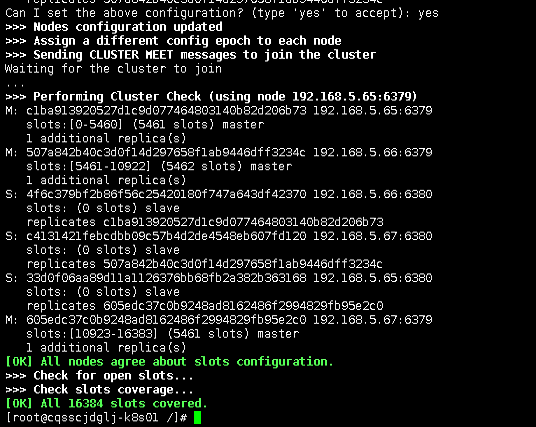 Can I set the above configuration? (type 'yes' to accept): yes
>>> Nodes configuration updated
>>> Assign a different config epoch to each node
>>> Sending CLUSTER MEET messages to join the cluster
Waiting for the cluster to join
...
>>> Performing Cluster Check (using node 192.168.5.65:6379)
M: c1ba913920527d1c9d077464803140b82d206b73 192.168.5.65:6379
slots:[0-5460] (5461 slots) master
1 additional replica(s)
M: 507a842b40c3d0f14d297658f1ab9446dff3234c 192.168.5.66:6379
slots:[5461-10922] (5462 slots) master
1 additional replica(s)
S: 4f6c379bf2b86f56c25420180f747a643df42370 192.168.5.66:6380
slots: (0 slots) slave
replicates c1ba913920527d1c9d077464803140b82d206b73
S: c4131421febcdbb09c57b4d2de4548eb607fd120 192.168.5.67:6380
slots: (0 slots) slave
replicates 507a842b40c3d0f14d297658f1ab9446dff3234c
S: 33d0f06aa89d11a1126376bb68fb2a382b363168 192.168.5.65:6380
slots: (0 slots) slave
replicates 605edc37c0b9248ad8162486f2994829fb95e2c0
M: 605edc37c0b9248ad8162486f2994829fb95e2c0 192.168.5.67:6379
slots:[10923-16383] (5461 slots) master
1 additional replica(s)
[OK] All nodes agree about slots configuration.
>>> Check for open slots...
>>> Check slots coverage...
[OK] All 16384 slots covered.
[root@cqsscjdglj-k8s01 /]#